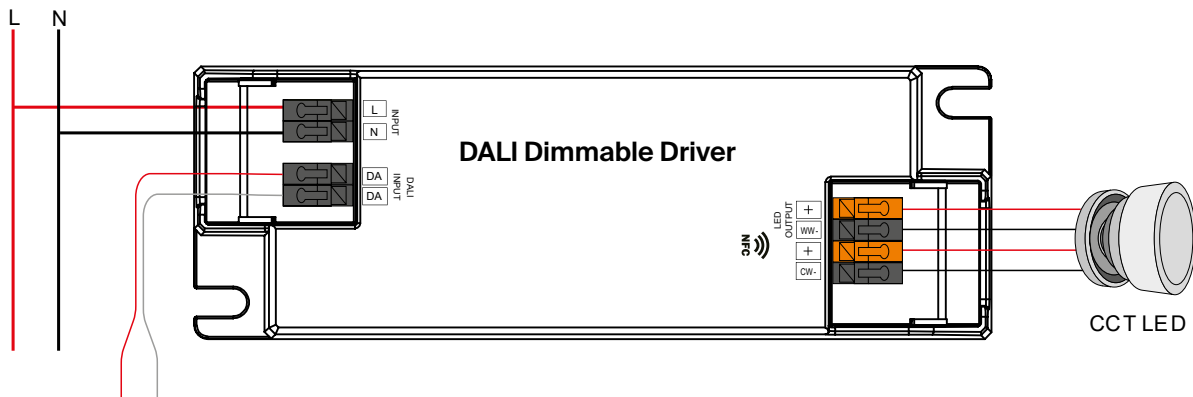 L N
L
N
INPUT
DA
DA
DALI
INPUT
DALI Dimmable Driver
LED
OUTPUT
+
WW-
+
CW-
NFC
CCT LED